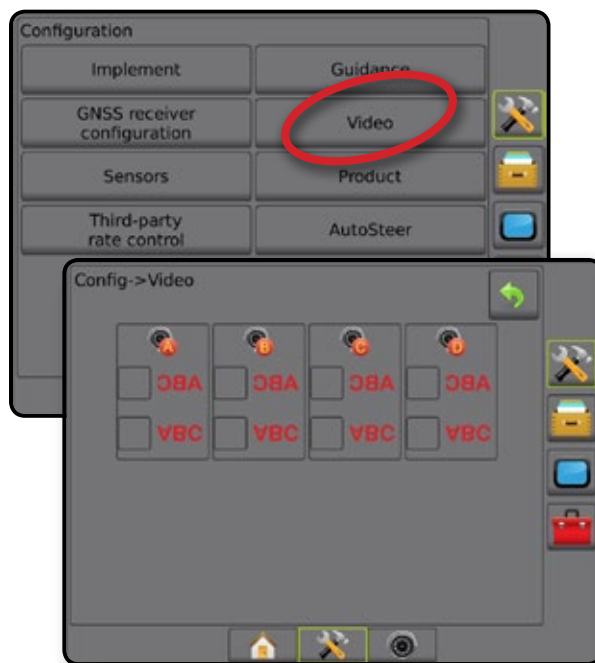 Configuration
Implement Guidance
GNSS receiver
configuration
Video
Sensors Product
Third-party
rate control
AutoSteer
Config->Video
A B C D
ABC ABC ABC ABC
ABC ABC ABC ABC